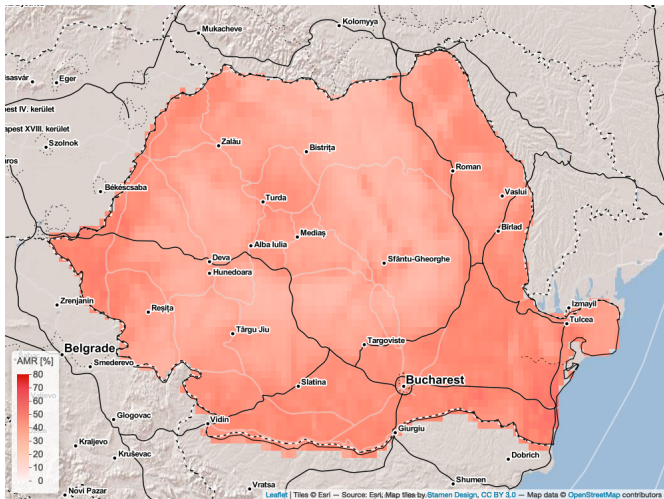 Kolomyya
Mukacheve
Eger
pest IV. kerület
apest XVIII. kerület
Szolnok
Zalău
Bistrița
Roman
Békéscsaba
Vaslui
Turda
Bîrlad
Mediaș
Alba Iulia
Deva
Sfântu-Gheorghe
Hunedoara
Zrenjanin
Reșița
Izmayil
Tulcea
Târgu Jiu
Targoviste
Belgrade
AMR [%]
Smederevo
80
70
60
50
40
30
20
10
0
Bucharest
Slatina
Glogovac
Vidin
Giurgiu
Kraljevo
Kruševac
Dobrich
Shumen
Vratsa
Novi Pazar
Leaflet | Tiles © Esri — Source: Esri, Map tiles by Stamen Design, CC BY 3.0 — Map data © OpenStreetMap contributors